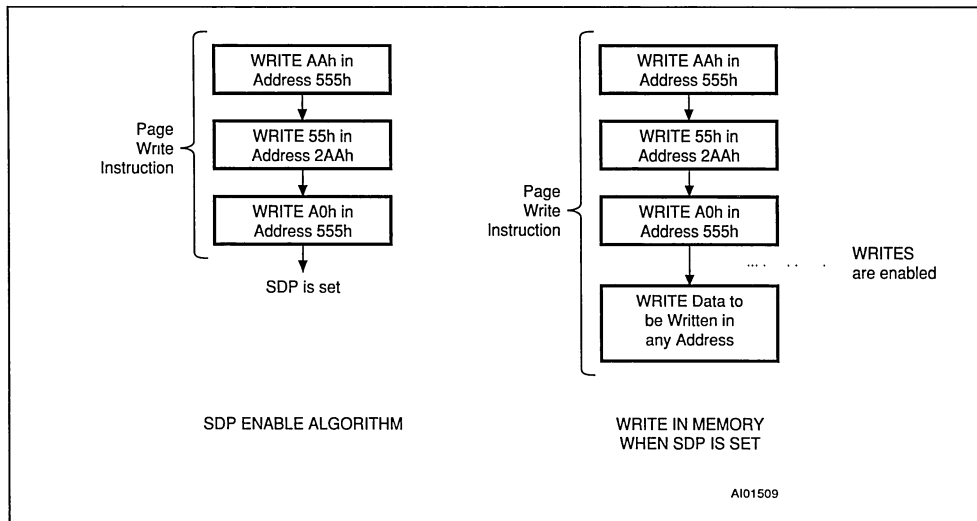 WRITE AAh in
Address 555h
Page
Write
Instruction
WRITE 55h in
Address 2AAh
WRITE A0h in
Address 555h
SDP is set
SDP ENABLE ALGORITHM
WRITE AAh in
Address 555h
WRITE 55h in
Address 2AAh
Page
Write
Instruction
WRITE A0h in
Address 555h
WRITES
are enabled
WRITE Data to
be Written in
any Address
WRITE IN MEMORY
WHEN SDP IS SET
AI01509